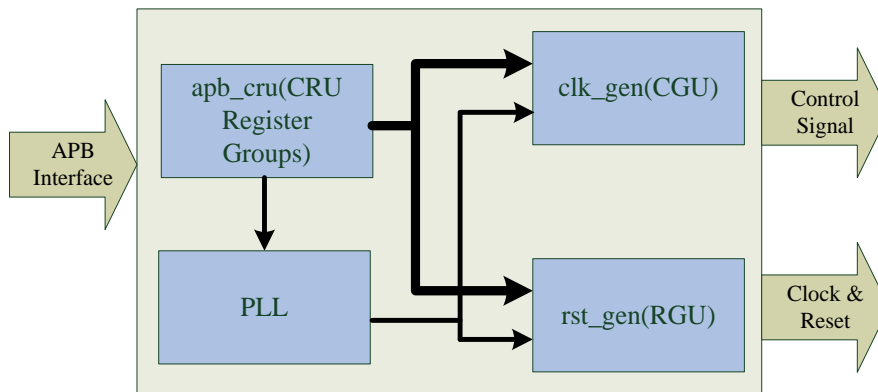 APB
Interface
apb_cru(CRU
Register
Groups)
PLL
clk_gen(CGU)
rst_gen(RGU)
Control
Signal
Clock &
Reset